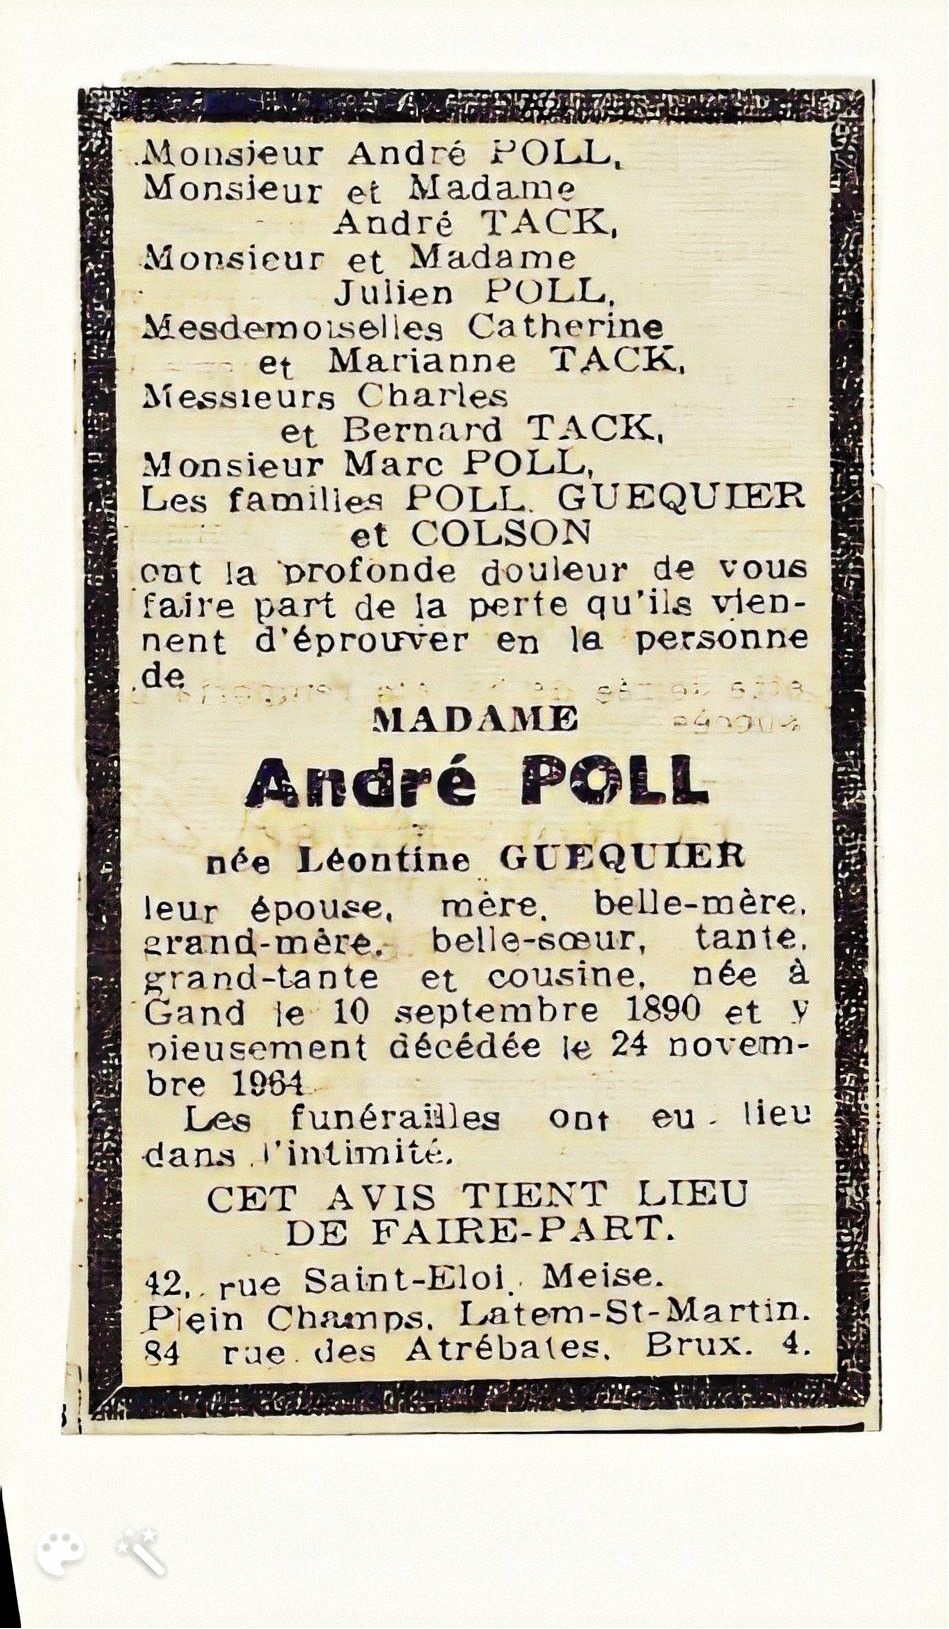 Monsieur André POLL,
Monsieur et Madame
André TACK,
Monsieur et Madame
Julien POLL,
Mesdemoiselles Catherine
et Marianne TACK,
Messieurs Charles
et Bernard TACK,
Monsieur Marc POLL,
Les familles POLL, GUEQUIER
et COLSON
ont la profonde douleur de vous
faire part de la perte qu'ils vien-
nent d'éprouver en la personne
de
MADAME
André POLL
née Léontine GUEQUIER
leur épouse, mère, belle-mère,
grand-mère, belle-sœur, tante,
grand-tante et cousine, née à
Gand le 10 septembre 1890 et y
pieusement décédée le 24 novem-
bre 1964.
Les funérailles ont eu lieu
dans l'intimité.
CET AVIS TIENT LIEU
DE FAIRE-PART.
42, rue Saint-Eloi, Meise.
Plein Champs, Latem-St-Martin.
84 rue des Atrébates, Brux. 4.